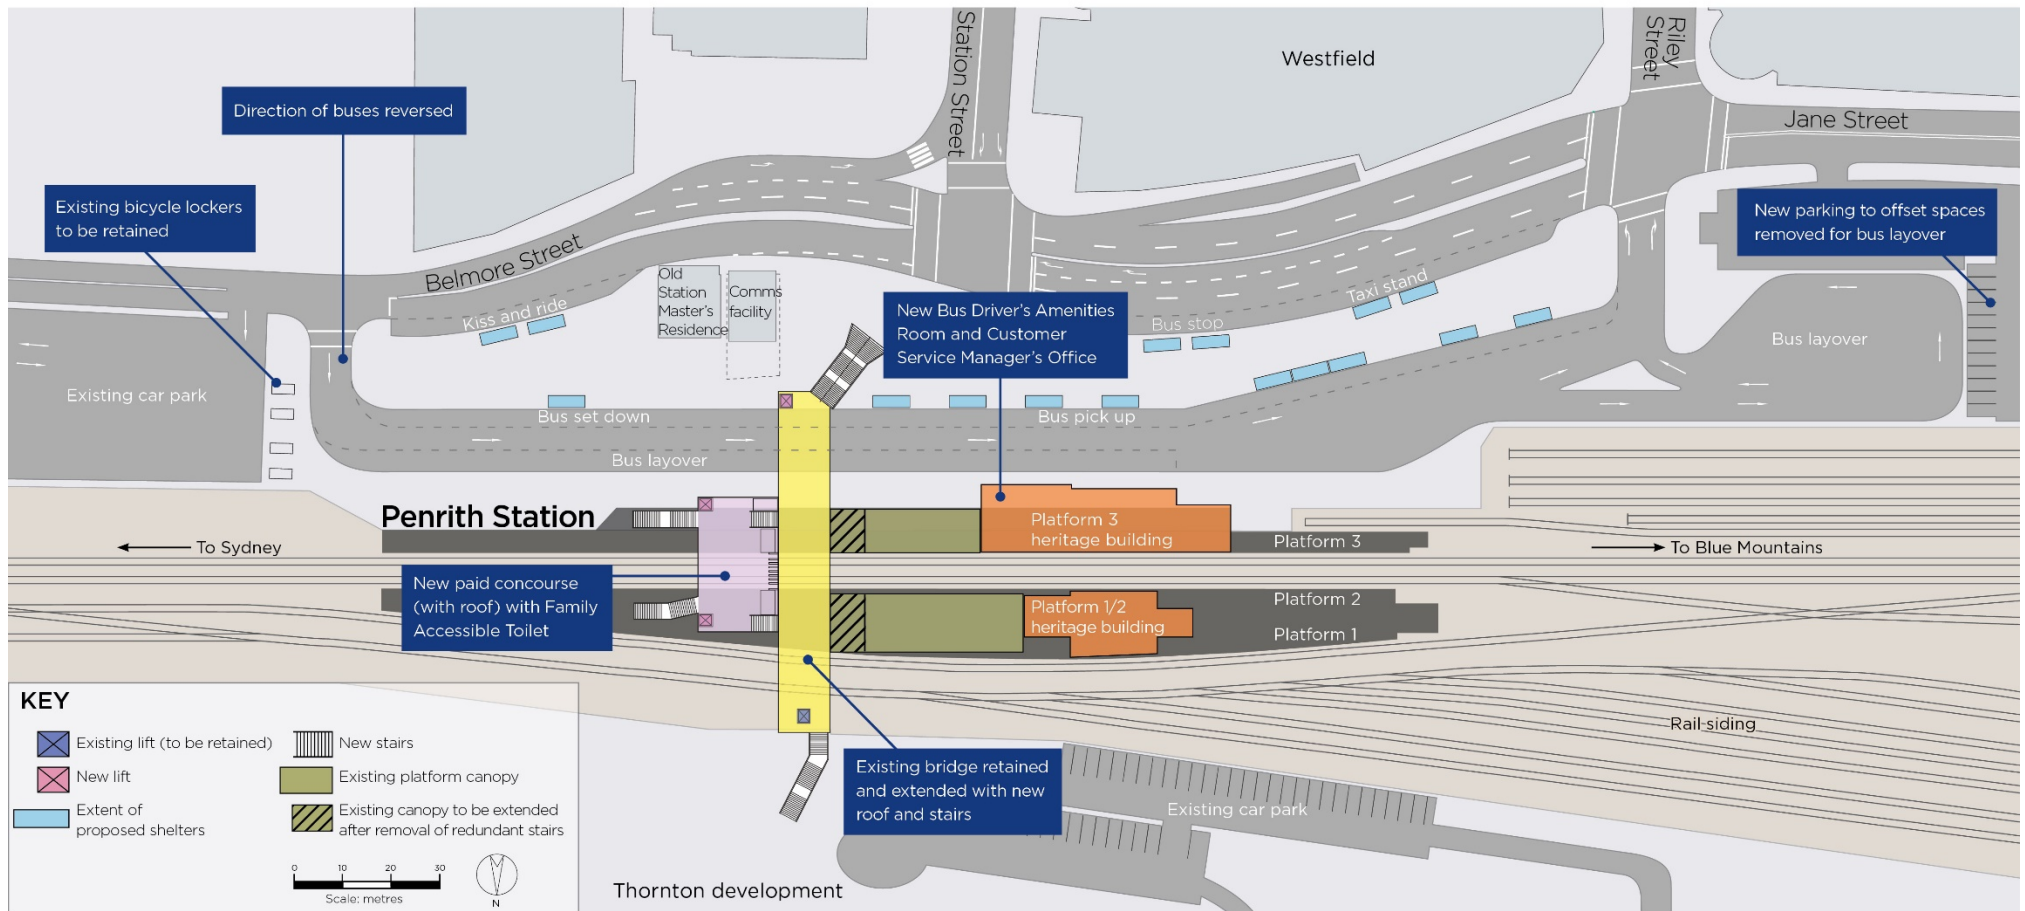 Station Street
Westfield
Riley
Street
Jane Street
Direction of buses reversed
Existing bicycle lockers
to be retained
New parking to offset spaces
removed for bus layover
Belmore Street
Kiss and ride
Old
Station
Master's
Residence
Comms
facility
New Bus Driver's Amenities
Room and Customer
Service Manager's Office
Taxi stand
Bus stop
Bus layover
Existing car park
Bus set down
Bus pick up
Bus layover
Penrith Station
Platform 3
heritage building
Platform 3
To Sydney
To Blue Mountains
New paid concourse
(with roof) with Family
Accessible Toilet
Platform 1/2
heritage building
Platform 2
Platform 1
Rail siding
Existing bridge retained
and extended with new
roof and stairs
Existing car park
Thornton development
KEY
Existing lift (to be retained)
New lift
Extent of
proposed shelters
New stairs
Existing platform canopy
Existing canopy to be extended
after removal of redundant stairs
0 10 20 30
Scale: metres
N